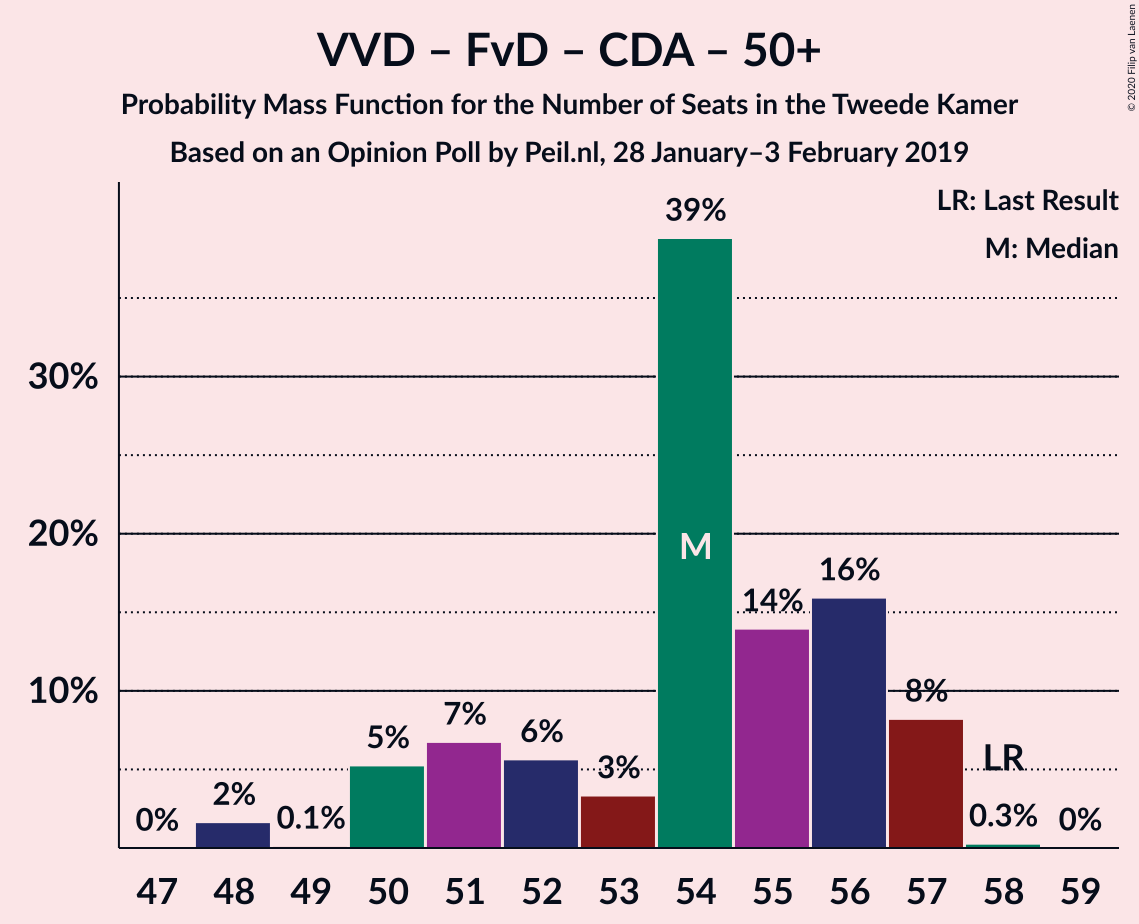 VVD – FvD – CDA – 50+
Probability Mass Function for the Number of Seats in the Tweede Kamer
Based on an Opinion Poll by Peil.nl, 28 January–3 February 2019
© 2020 Filip van Laenen
LR: Last Result
M: Median
39%
30%
20%
10%
M
16%
14%
8%
7%
6%
5%
3%
LR
2%
0%
0.1%
0.3%
0%
47 48 49 50 51 52 53 54 55 56 57 58 59